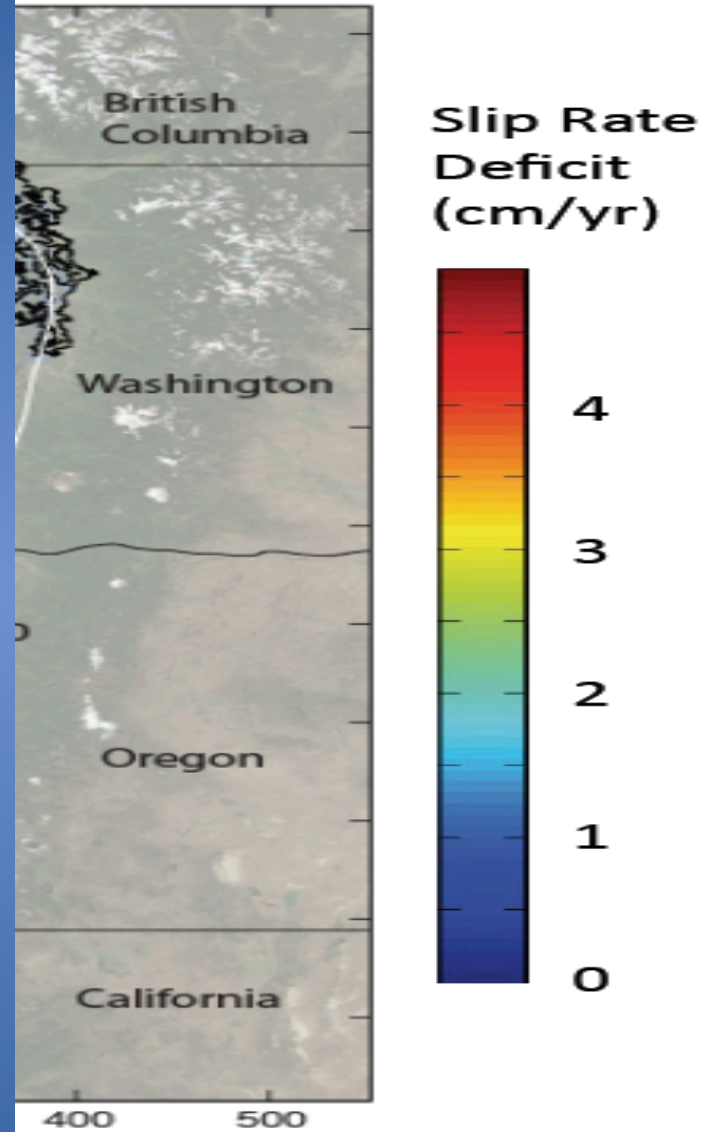 British
Columbia
Washington
Oregon
California
400
500
Slip Rate
Deficit
(cm/yr)
4
3
2
1
0